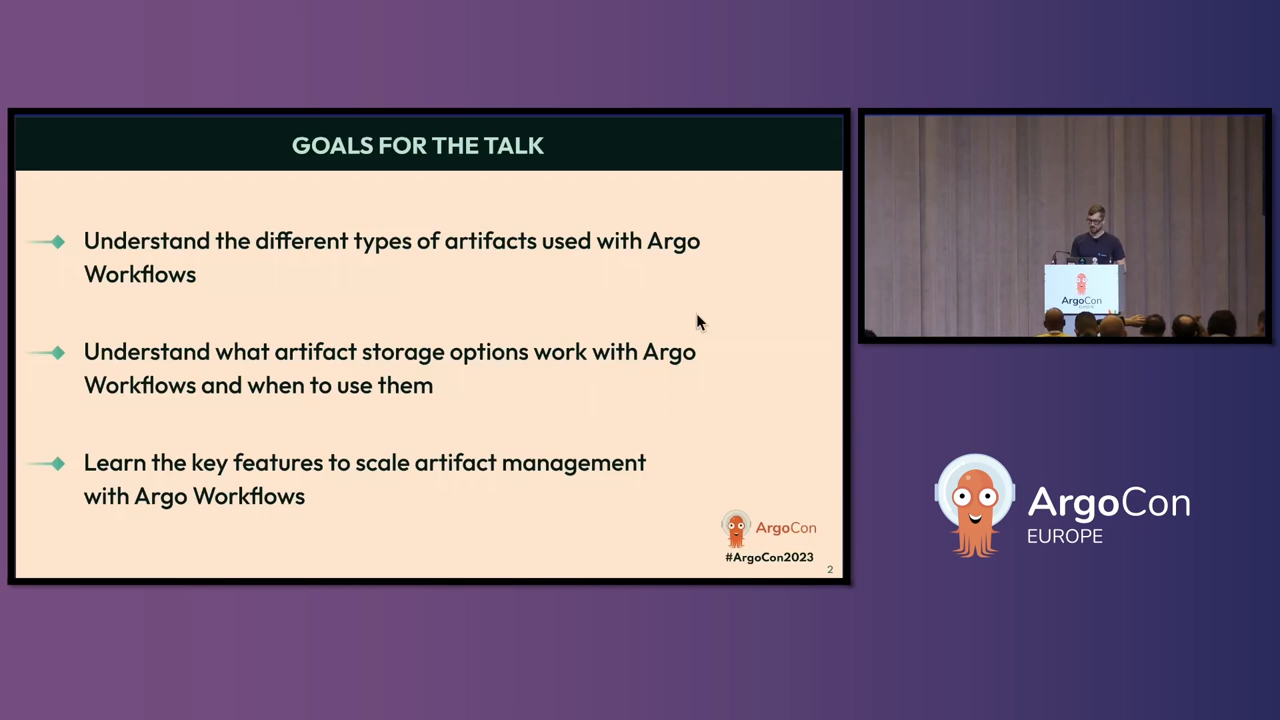 GOALS FOR THE TALK
Understand the different types of artifacts used with Argo
Workflows
Understand what artifact storage options work with Argo
Workflows and when to use them
Learn the key features to scale artifact management
with Argo Workflows
ArgoCon
#ArgoCon2023
2
ArgoCon
EUROPE
ArgoCon
EUROPE